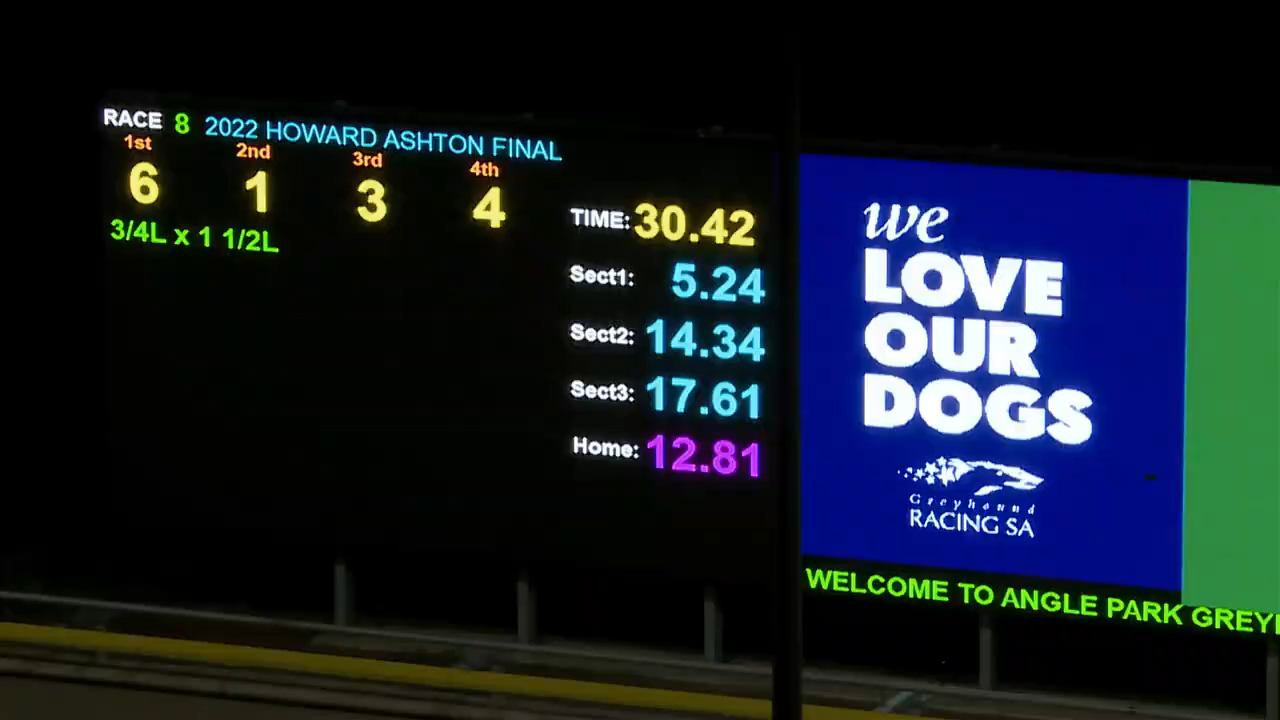 RACE 8 2022 HOWARD ASHTON FINAL
1st 2nd 3rd 4th
6 1 3 4
3/4L x 1 1/2L
TIME: 30.42
Sect1: 5.24
Sect2: 14.34
Sect3: 17.61
Home: 12.81
we
LOVE
OUR
DOGS
Greyhound
RACING SA
WELCOME TO ANGLE PARK